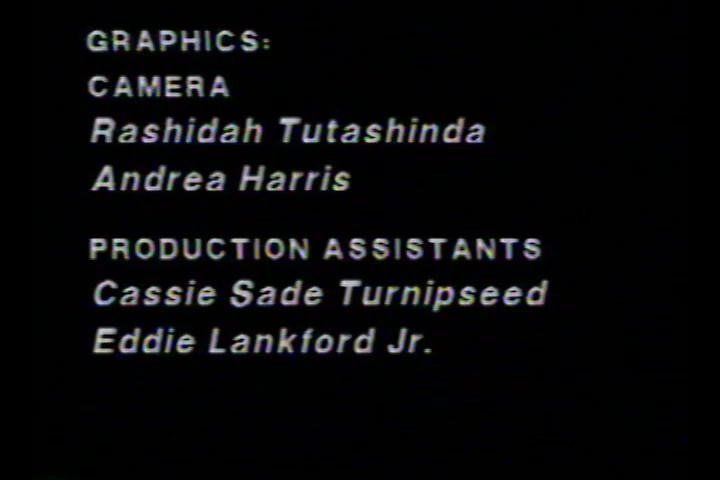 GRAPHICS:
CAMERA
Rashidah Tutashinda
Andrea Harris
PRODUCTION ASSISTANTS
Cassie Sade Turnipseed
Eddie Lankford Jr.